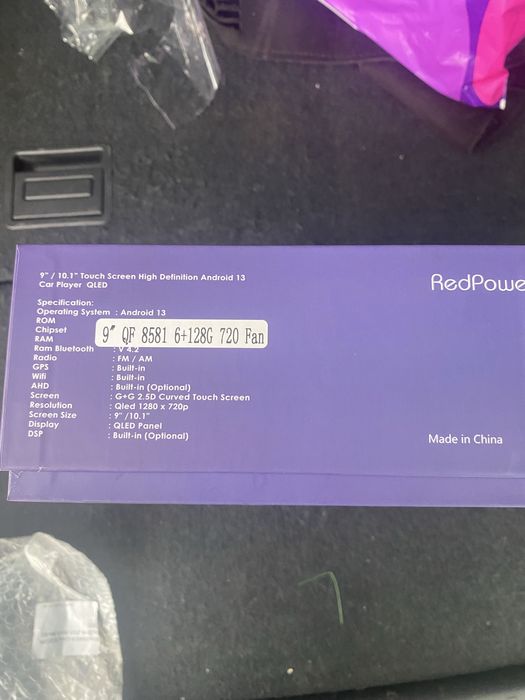 9" / 10.1" Touch Screen High Definition Android 13
Car Player QLED
RedPowe
Specification:
Operating System : Android 13
ROM
Chipset
RAM
9" QF 8581 6+128G 720 Fan
Ram Bluetooth : V 4.2
Radio : FM / AM
GPS : Built-in
Wifi : Built-in
AHD : Built-in (Optional)
Screen : G+G 2.5D Curved Touch Screen
Resolution : Qled 1280 x 720p
Screen Size : 9" /10.1"
Display : QLED Panel
DSP : Built-in (Optional)
Made in China